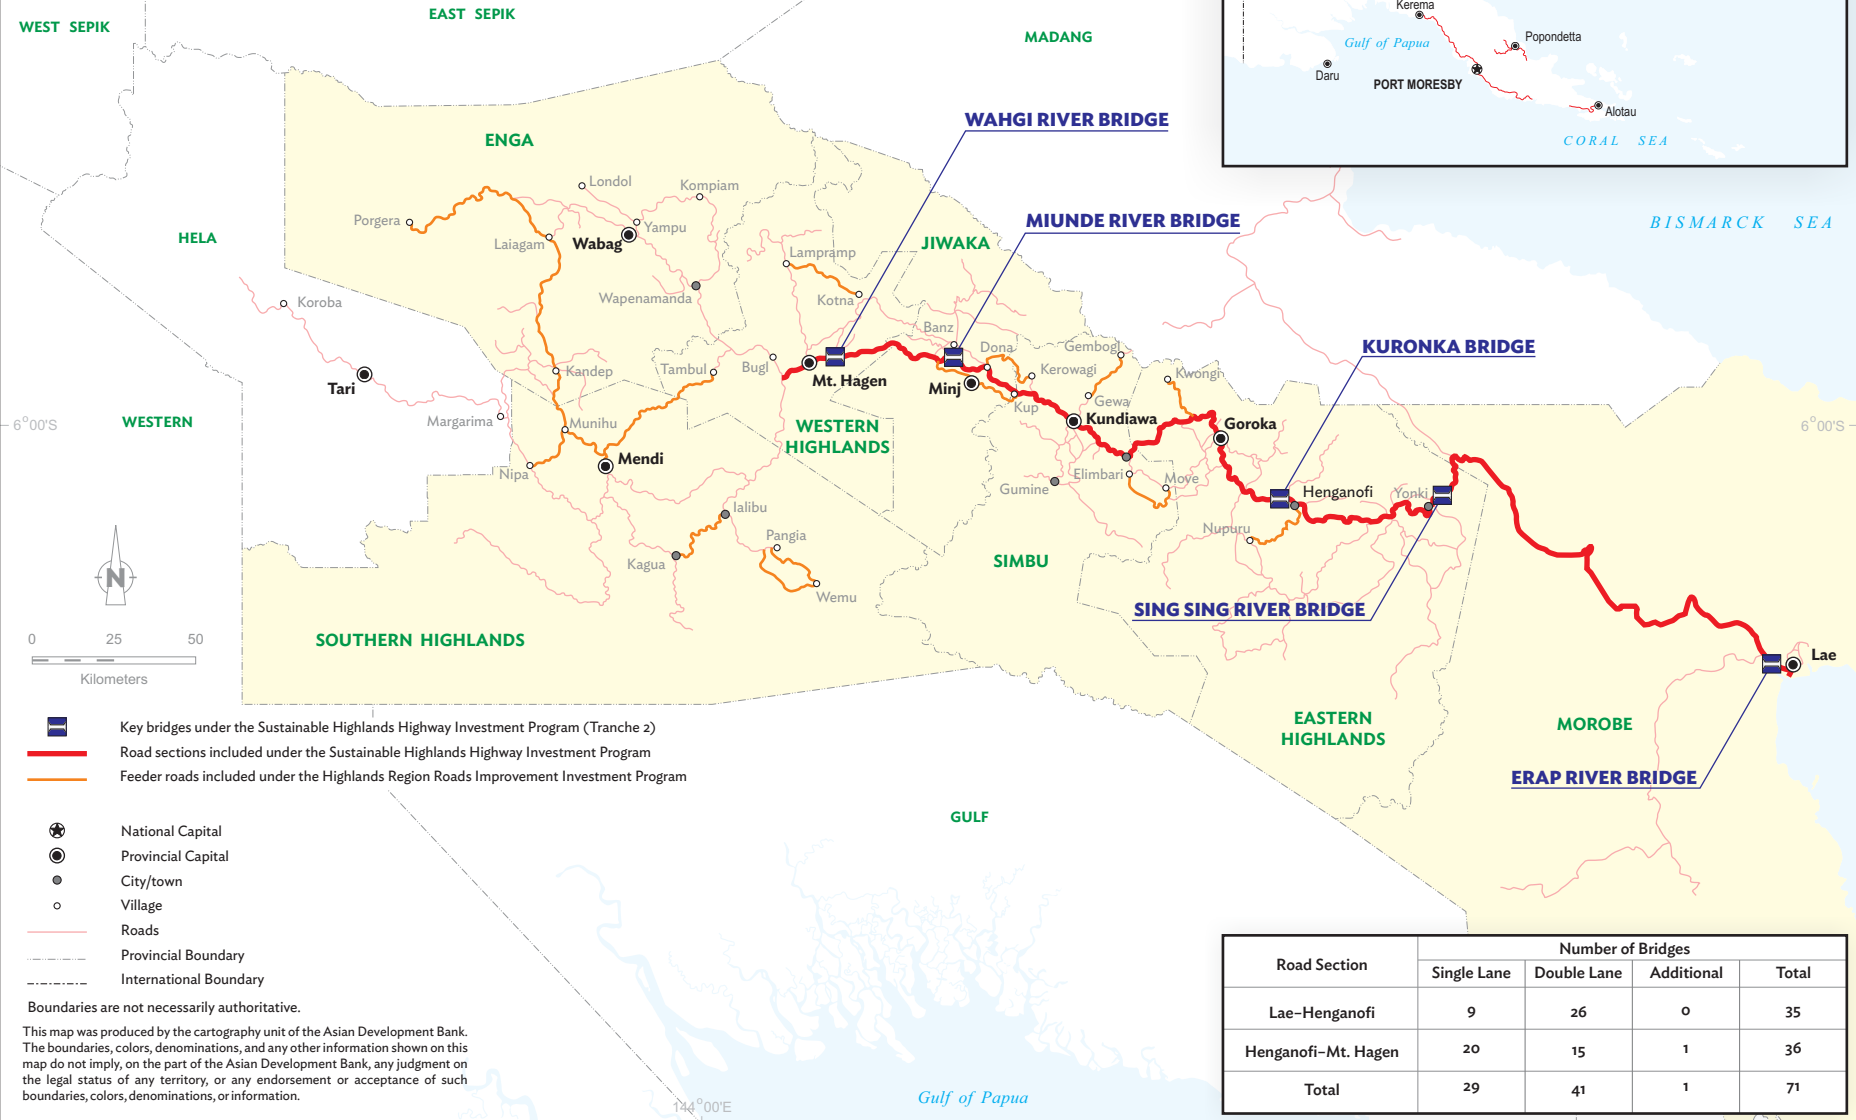 WEST SEPIK
EAST SEPIK
MADANG
Kerema
Gulf of Papua
Popondetta
Daru
PORT MORESBY
Alotau
CORAL SEA
WAHGI RIVER BRIDGE
ENGA
Londol
Kompiam
Porgera
Laiagam
Wabag
Yampu
MIUNDE RIVER BRIDGE
BISMARCK SEA
HELA
JIWAKA
Lamprамp
Wapenamanda
Kotna
Koroba
Banz
Dona
Gembogl
KURONKA BRIDGE
Tari
Kandep
Tambul
Bugl
Mt. Hagen
Minj
Kerowagi
Kwongi
Kup
Gewa
WESTERN
Margarima
Munihu
WESTERN
HIGHLANDS
Kundiawa
Goroka
6°00'S
6°00'S
Mendi
Nipa
Elimbari
Move
Gumine
Henganofi
Yonki
Ialibu
Nupuru
Pangia
Kagua
SIMBU
Wemu
SING SING RIVER BRIDGE
N
0 25 50
Kilometers
SOUTHERN HIGHLANDS
Lae
EASTERN
HIGHLANDS
MOROBE
ERAP RIVER BRIDGE
GULF
Key bridges under the Sustainable Highlands Highway Investment Program (Tranche 2)
Road sections included under the Sustainable Highlands Highway Investment Program
Feeder roads included under the Highlands Region Roads Improvement Investment Program
National Capital
Provincial Capital
City/town
Village
Roads
Provincial Boundary
International Boundary
Boundaries are not necessarily authoritative.
This map was produced by the cartography unit of the Asian Development Bank.
The boundaries, colors, denominations, and any other information shown on this
map do not imply, on the part of the Asian Development Bank, any judgment on
the legal status of any territory, or any endorsement or acceptance of such
boundaries, colors, denominations, or information.
144°00'E
Gulf of Papua
Road Section
Number of Bridges
Single Lane Double Lane Additional Total
Lae–Henganofi 9 26 0 35
Henganofi–Mt. Hagen 20 15 1 36
Total 29 41 1 71